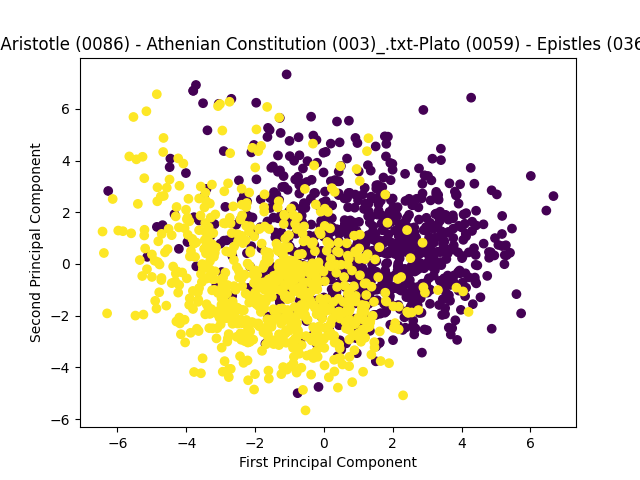 Aristotle (0086) - Athenian Constitution (003)_.txt-Plato (0059) - Epistles (036
Second Principal Component
6
4
2
0
−2
−4
−6
−6 −4 −2 0 2 4 6
First Principal Component